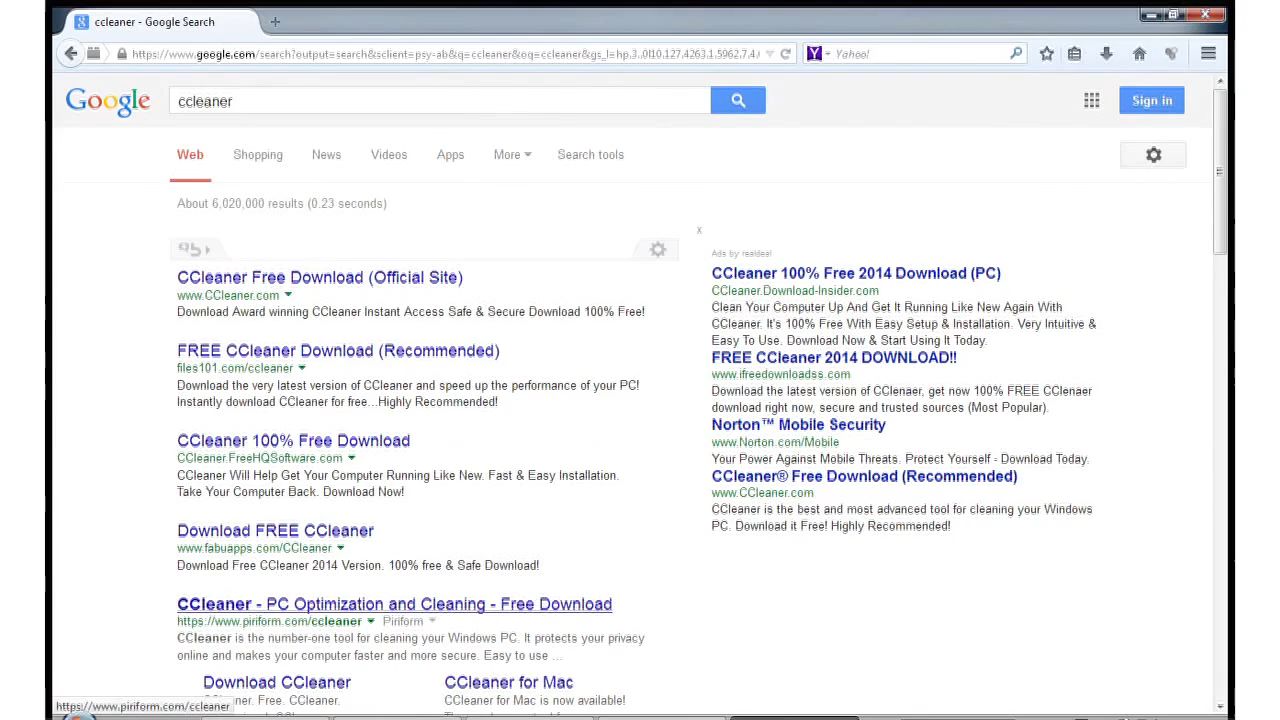 ccleaner - Google Search
https://www.google.com/search?output=search&sclient=psy-ab&q=ccleaner&oq=ccleaner&gs_l=hp.3..0l10.127.4263.1.5962.7.4.
Yahoo!
Google
ccleaner
Sign in
Web Shopping News Videos Apps More Search tools
About 6,020,000 results (0.23 seconds)
CCleaner Free Download (Official Site)
www.CCleaner.com
Download Award winning CCleaner Instant Access Safe & Secure Download 100% Free!
FREE CCleaner Download (Recommended)
files101.com/ccleaner
Download the very latest version of CCleaner and speed up the performance of your PC!
Instantly download CCleaner for free...Highly Recommended!
CCleaner 100% Free Download
CCleaner.FreeHQSoftware.com
CCleaner Will Help Get Your Computer Running Like New. Fast & Easy Installation.
Take Your Computer Back. Download Now!
Download FREE CCleaner
www.fabuapps.com/CCleaner
Download Free CCleaner 2014 Version. 100% free & Safe Download!
CCleaner - PC Optimization and Cleaning - Free Download
https://www.piriform.com/ccleaner Piriform
CCleaner is the number-one tool for cleaning your Windows PC. It protects your privacy
online and makes your computer faster and more secure. Easy to use ...
Download CCleaner
CCleaner. Free. CCleaner.
CCleaner for Mac
CCleaner for Mac is now available!
x
Ads by realdeal
CCleaner 100% Free 2014 Download (PC)
CCleaner.Download-Insider.com
Clean Your Computer Up And Get It Running Like New Again With
CCleaner. It's 100% Free With Easy Setup & Installation. Very Intuitive &
Easy To Use. Download Now & Start Using It Today.
FREE CCleaner 2014 DOWNLOAD!!
www.ifreedownloadss.com
Download the latest version of CClenaer, get now 100% FREE CClenaer
download right now, secure and trusted sources (Most Popular).
Norton™ Mobile Security
www.Norton.com/Mobile
Your Power Against Mobile Threats. Protect Yourself - Download Today.
CCleaner® Free Download (Recommended)
www.CCleaner.com
CCleaner is the best and most advanced tool for cleaning your Windows
PC. Download it Free! Highly Recommended!
https://www.piriform.com/ccleaner